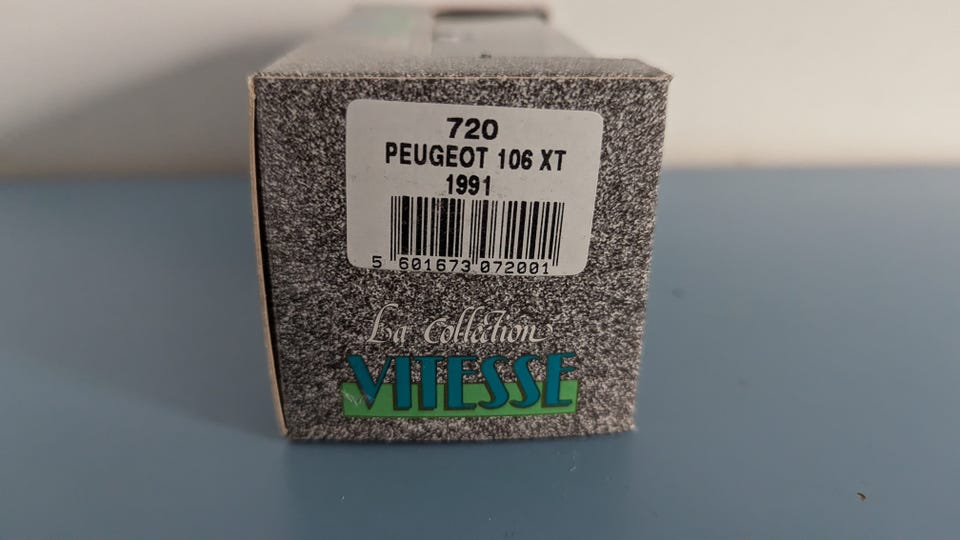 720
PEUGEOT 106 XT
1991
5 601673 072001
La Collection
VITESSE